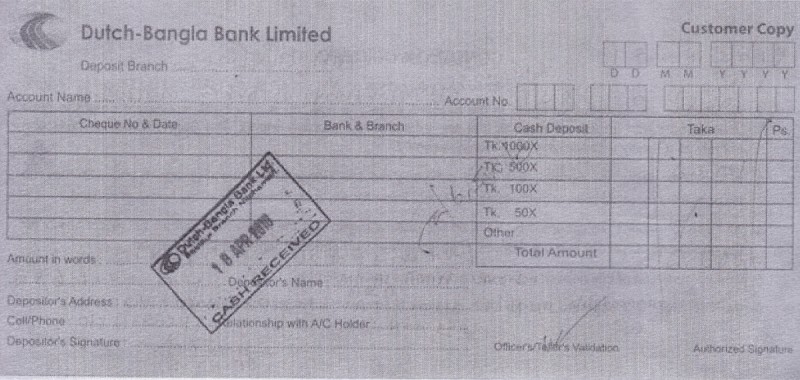 Dutch-Bangla Bank Limited
Customer Copy
Deposit Branch
D D M M Y Y Y Y
Account Name
Account No.
Cheque No & Date
Bank & Branch
Cash Deposit
Taka
Ps.
Tk. 1000X
Tk. 500X
Tk. 100X
Tk. 50X
Other
Total Amount
Dutch-Bangla Bank Ltd
Branch
18 APR 2010
CASH RECEIVED
Amount in words :
Depositor's Name :
Depositor's Address :
Cell/Phone :
Relationship with A/C Holder :
Depositor's Signature :
Officer's/Teller's Validation
Authorized Signature